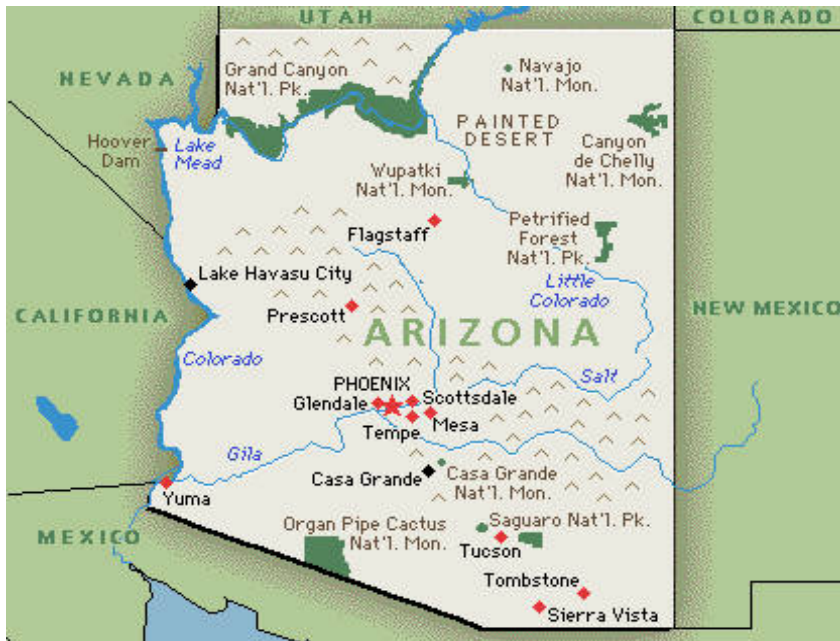 UTAH
COLORADO
NEVADA
Grand Canyon
Nat'l. Pk.
Navajo
Nat'l. Mon.
PAINTED
DESERT
Hoover
Dam
Lake
Mead
Canyon
de Chelly
Nat'l. Mon.
Wupatki
Nat'l. Mon.
Flagstaff
Petrified
Forest
Nat'l. Pk.
Lake Havasu City
Little
Colorado
CALIFORNIA
Prescott
ARIZONA
NEW MEXICO
Colorado
PHOENIX
Salt
Glendale
Scottsdale
Tempe
Mesa
Gila
Casa Grande
Casa Grande
Nat'l. Mon.
Yuma
MEXICO
Organ Pipe Cactus
Nat'l. Mon.
Saguaro Nat'l. Pk.
Tucson
Tombstone
Sierra Vista